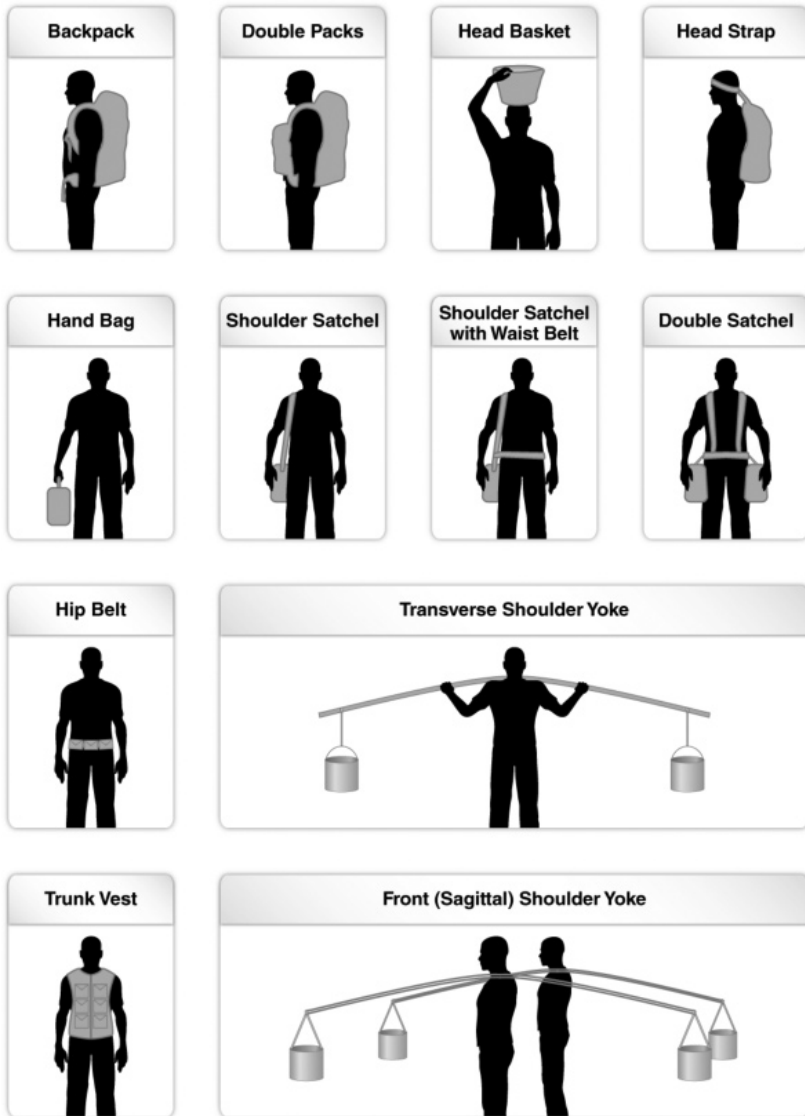 Backpack
Double Packs
Head Basket
Head Strap
Hand Bag
Shoulder Satchel
Shoulder Satchel
with Waist Belt
Double Satchel
Hip Belt
Transverse Shoulder Yoke
Trunk Vest
Front (Sagittal) Shoulder Yoke